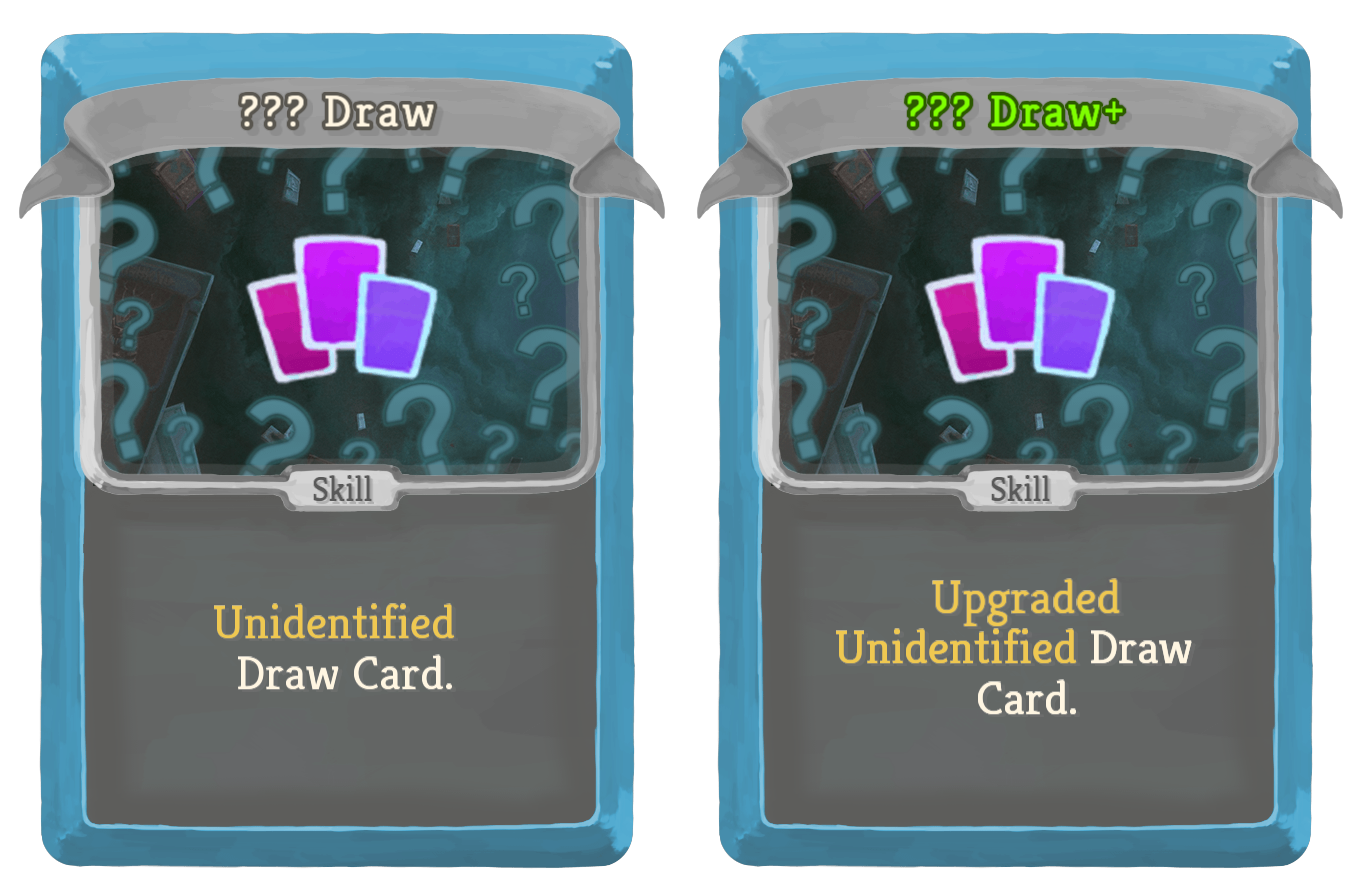 ??? Draw
Skill
Unidentified
Draw Card.
??? Draw+
Skill
Upgraded
Unidentified Draw
Card.